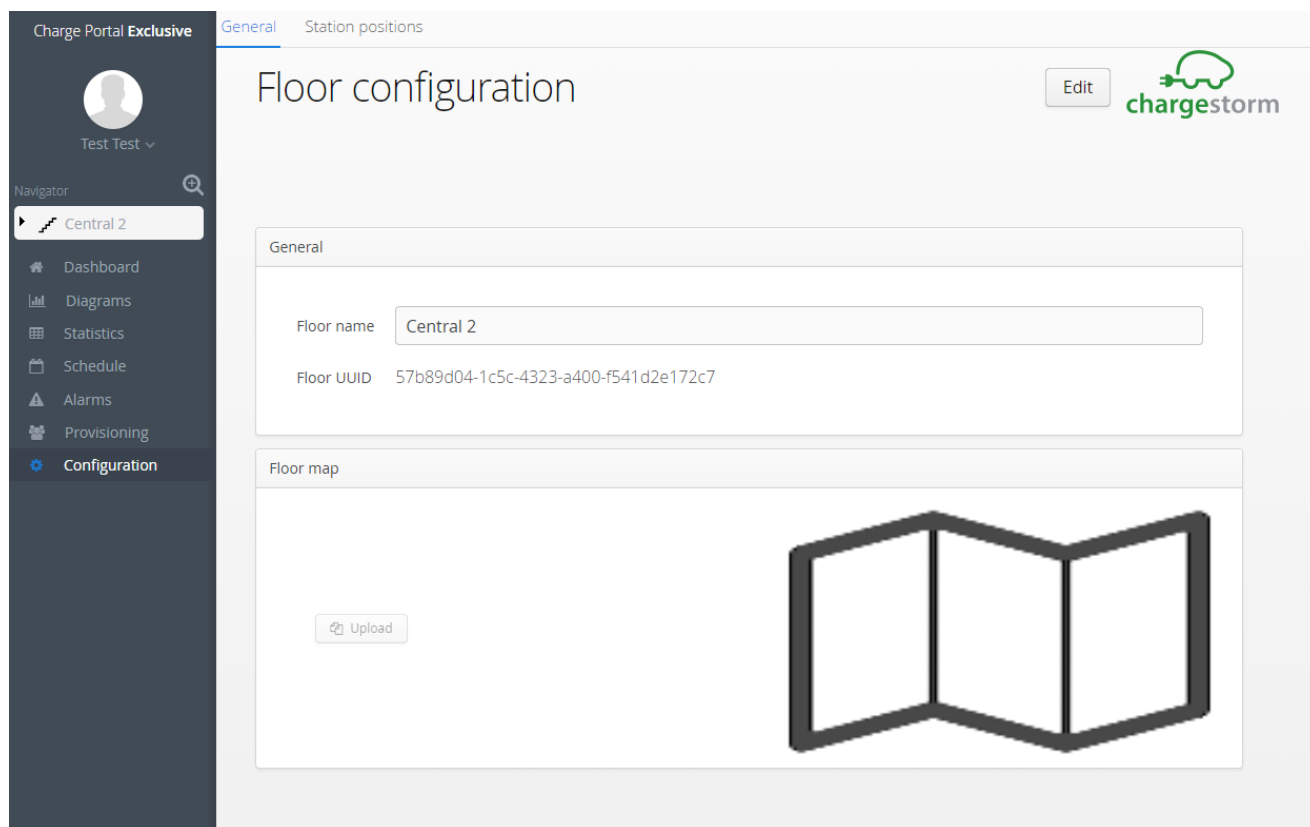 Charge Portal Exclusive
General
Station positions
Floor configuration
Edit
chargestorm
Test Test
Navigator
Central 2
Dashboard
Diagrams
Statistics
Schedule
Alarms
Provisioning
Configuration
General
Floor name
Central 2
Floor UUID
57b89d04-1c5c-4323-a400-f541d2e172c7
Floor map
Upload